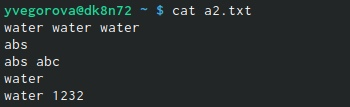 yvegorova@dk8n72 ~ $ cat a2.txt
water water water
abs
abs abc
water
water 1232